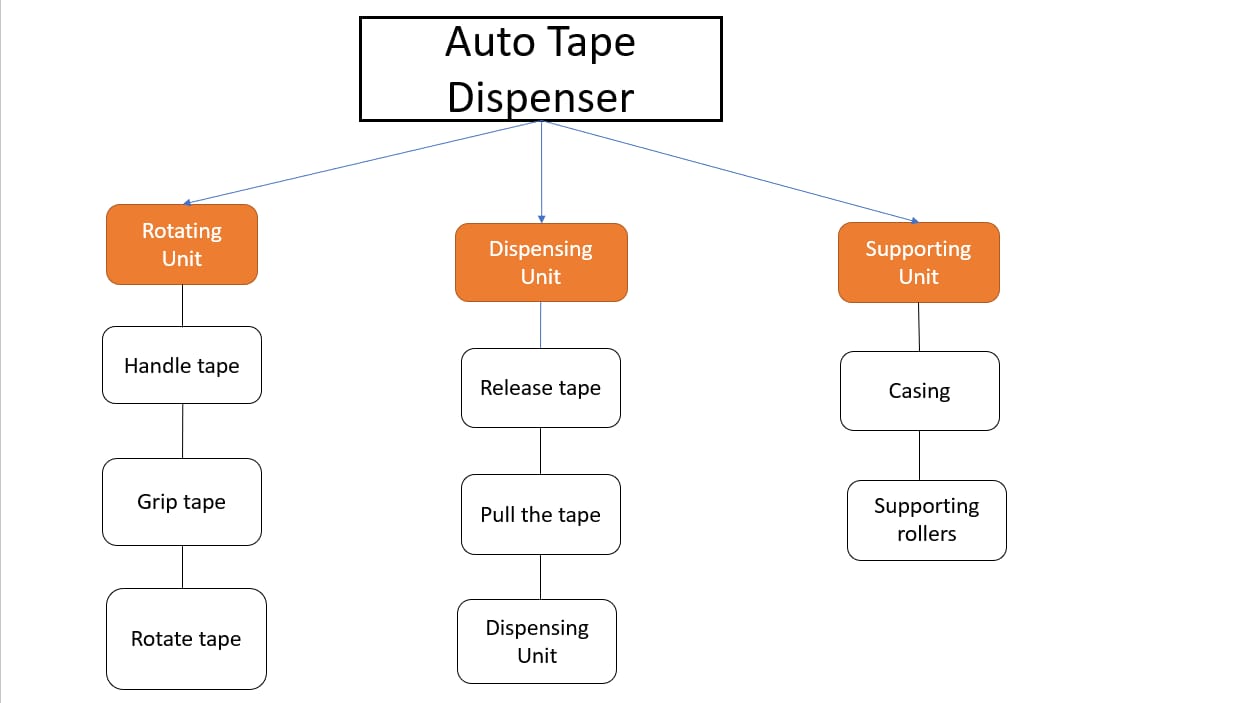 Auto Tape
Dispenser
Rotating
Unit
Handle tape
Grip tape
Rotate tape
Dispensing
Unit
Release tape
Pull the tape
Dispensing
Unit
Supporting
Unit
Casing
Supporting
rollers